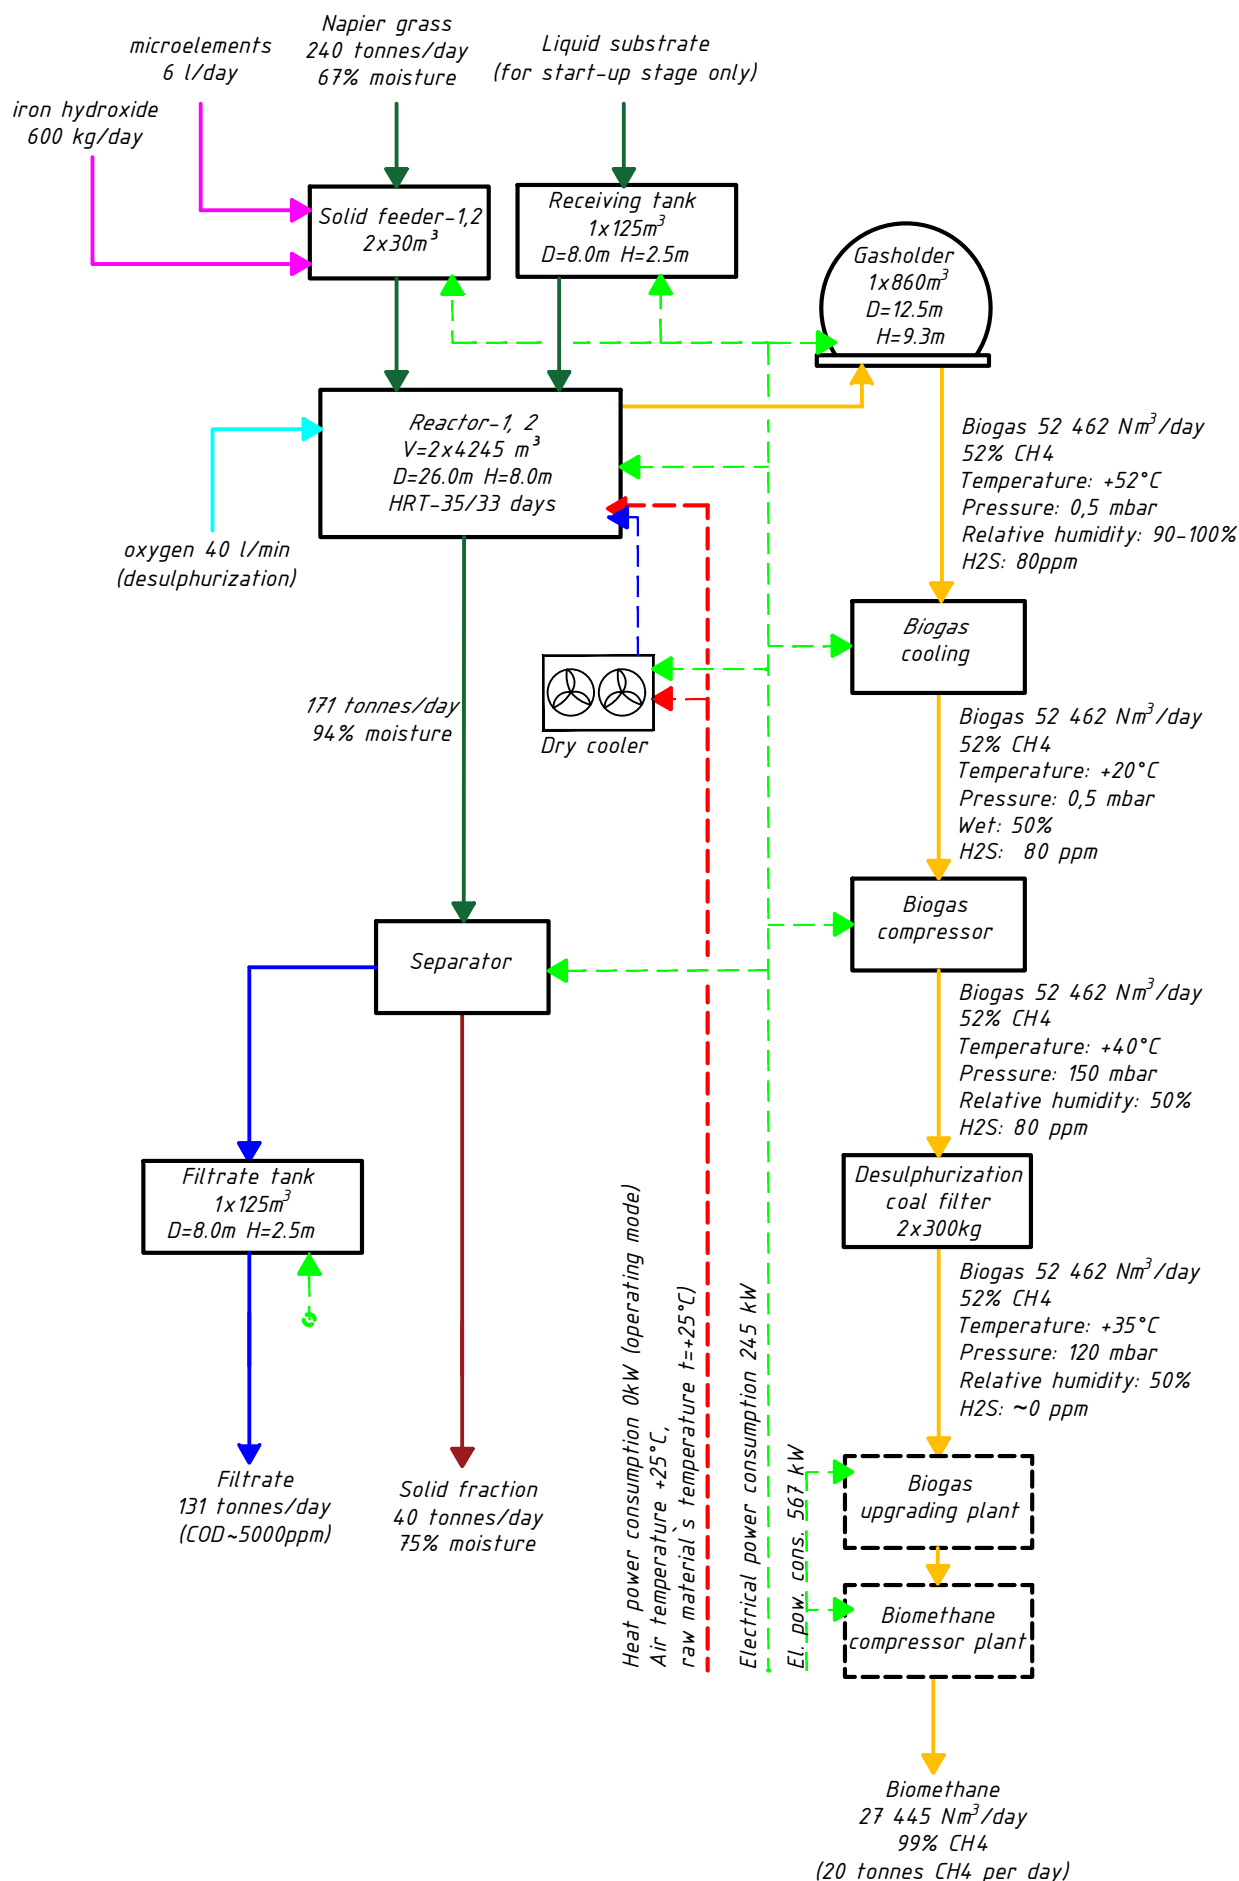 microelements
6 l/day
Napier grass
240 tonnes/day
67% moisture
Liquid substrate
(for start-up stage only)
iron hydroxide
600 kg/day
Solid feeder-1,2
2x30m³
Receiving tank
1x125m³
D=8.0m H=2.5m
Gasholder
1x860m³
D=12.5m
H=9.3m
Reactor-1, 2
V=2x4245 m³
D=26.0m H=8.0m
HRT-35/33 days
oxygen 40 l/min
(desulphurization)
Biogas 52 462 Nm³/day
52% CH4
Temperature: +52°C
Pressure: 0,5 mbar
Relative humidity: 90-100%
H2S: 80ppm
Biogas
cooling
171 tonnes/day
94% moisture
Dry cooler
Biogas 52 462 Nm³/day
52% CH4
Temperature: +20°C
Pressure: 0,5 mbar
Wet: 50%
H2S: 80 ppm
Biogas
compressor
Separator
Biogas 52 462 Nm³/day
52% CH4
Temperature: +40°C
Pressure: 150 mbar
Relative humidity: 50%
H2S: 80 ppm
Filtrate tank
1x125m³
D=8.0m H=2.5m
Desulphurization
coal filter
2x300kg
Biogas 52 462 Nm³/day
52% CH4
Temperature: +35°C
Pressure: 120 mbar
Relative humidity: 50%
H2S: ~0 ppm
Heat power consumption 0kW (operating mode)
Air temperature +25°C,
raw material`s temperature t=+25°C)
Electrical power consumption 245 kW
El. pow. cons. 567 kW
Filtrate
131 tonnes/day
(COD~5000ppm)
Solid fraction
40 tonnes/day
75% moisture
Biogas
upgrading plant
Biomethane
compressor plant
Biomethane
27 445 Nm³/day
99% CH4
(20 tonnes CH4 per day)